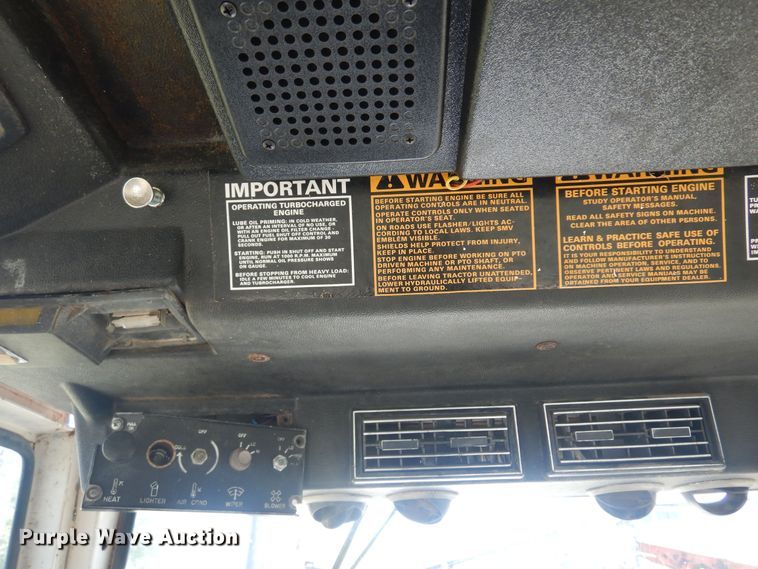 IMPORTANT
OPERATING TURBOCHARGED
ENGINE
LUBE OIL PRIMING: IN COLD WEATHER,
OR AFTER AN INTERVAL OF NO USE, OR
WITH AN ENGINE OIL FILTER CHANGE -
PULL OUT FUEL SHUT OFF CONTROL AND
CRANK ENGINE FOR MAXIMUM OF 30
SECONDS.
STARTING: PUSH IN SHUT OFF AND START
ENGINE, RUN AT 1000 R.P.M. MAXIMUM
UNTIL NORMAL OIL PRESSURE SHOWS
ON GAUGE.
BEFORE STOPPING FROM HEAVY LOAD:
IDLE A FEW MINUTES TO COOL ENGINE
AND TUBROCHARGER.
WARNING
BEFORE STARTING ENGINE BE SURE ALL
OPERATING CONTROLS ARE IN NEUTRAL.
OPERATE CONTROLS ONLY WHEN SEATED
IN OPERATOR'S SEAT.
ON ROADS USE FLASHER/LIGHTS AC-
CORDING TO LOCAL LAWS. KEEP SMV
EMBLEM VISIBLE.
SHIELDS HELP PROTECT FROM INJURY,
KEEP IN PLACE.
STOP ENGINE BEFORE WORKING ON PTO
DRIVEN MACHINE OR PTO SHAFT, OR
PERFORMING ANY MAINTENANCE.
BEFORE LEAVING TRACTOR UNATTENDED,
LOWER HYDRAULICALLY LIFTED EQUIP-
MENT TO GROUND.
WARNING
BEFORE STARTING ENGINE
STUDY OPERATOR'S MANUAL,
SAFETY MESSAGES.
READ ALL SAFETY SIGNS ON MACHINE.
CLEAR THE AREA OF OTHER PERSONS.
LEARN & PRACTICE SAFE USE OF
CONTROLS BEFORE OPERATING.
IT IS YOUR RESPONSIBILITY TO UNDERSTAND
AND FOLLOW MANUFACTURER'S INSTRUCTIONS
ON MACHINE OPERATION, SERVICE, AND TO
OBSERVE PERTINENT LAWS AND REGULATIONS.
OPERATOR AND SERVICE MANUALS MAY BE
OBTAINED FROM YOUR EQUIPMENT DEALER.
PULL
COLD
OFF
OFF
OFF
HEAT
LIGHTER
AIR COND
WIPER
BLOWER
Purple Wave Auction